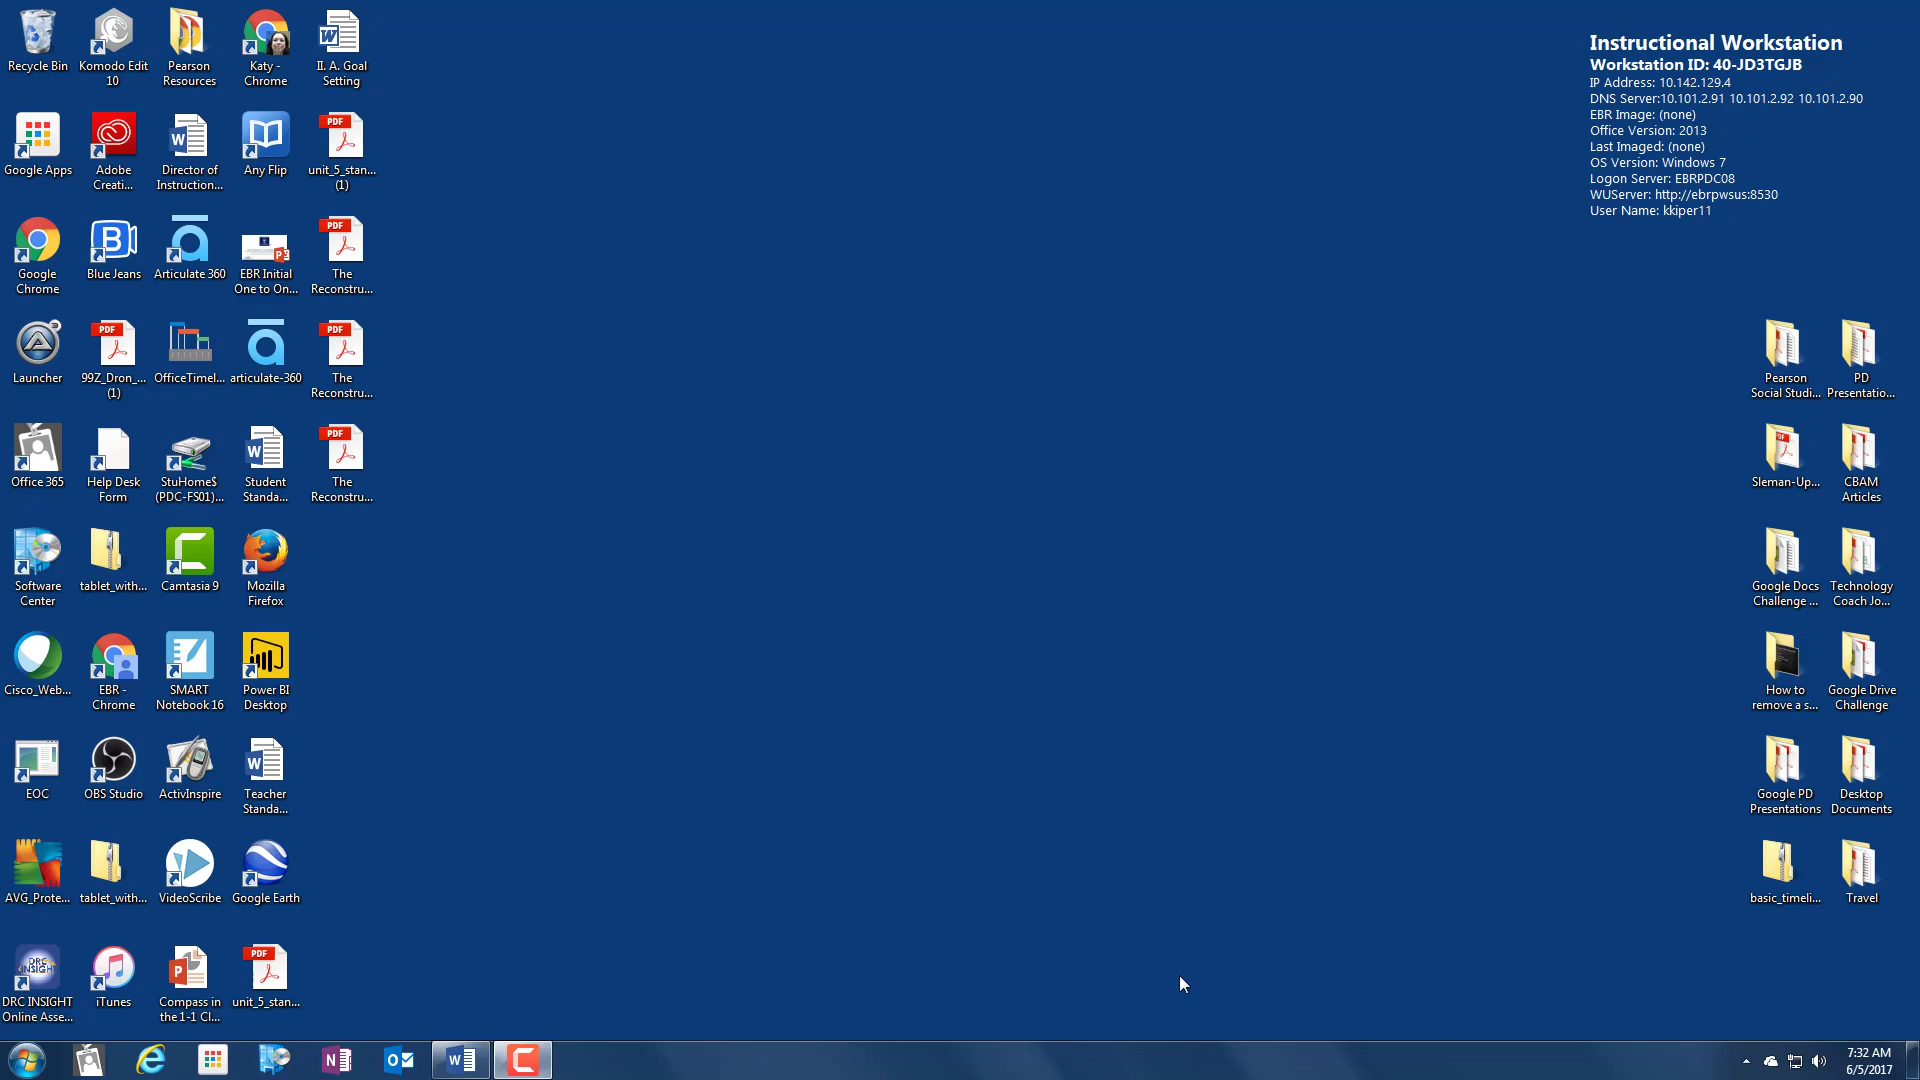 Recycle Bin
Komodo Edit
10
Pearson
Resources
Katy -
Chrome
II. A. Goal
Setting
Google Apps
Adobe
Creati...
Director of
Instruction...
Any Flip
PDF
unit_5_stan...
(1)
Google
Chrome
Blue Jeans
Articulate 360
EBR Initial
One to On...
PDF
The
Reconstru...
Launcher
PDF
99Z_Dron_...
(1)
OfficeTimel...
articulate-360
PDF
The
Reconstru...
Office 365
Help Desk
Form
StuHome$
(PDC-FS01)...
Student
Standa...
PDF
The
Reconstru...
Software
Center
tablet_with...
Camtasia 9
Mozilla
Firefox
Cisco_Web...
EBR -
Chrome
SMART
Notebook 16
Power BI
Desktop
EOC
OBS Studio
ActivInspire
Teacher
Standa...
AVG_Prote...
tablet_with...
VideoScribe
Google Earth
DRC
INSIGHT
DRC INSIGHT
Online Asse...
iTunes
Compass in
the 1-1 Cl...
PDF
unit_5_stan...
Instructional Workstation
Workstation ID: 40-JD3TGJB
IP Address: 10.142.129.4
DNS Server:10.101.2.91 10.101.2.92 10.101.2.90
EBR Image: (none)
Office Version: 2013
Last Imaged: (none)
OS Version: Windows 7
Logon Server: EBRPDC08
WUServer: http://ebrpwsus:8530
User Name: kkiper11
Pearson
Social Studi...
PD
Presentatio...
Sleman-Up...
CBAM
Articles
Google Docs
Challenge ...
Technology
Coach Jo...
How to
remove a s...
Google Drive
Challenge
Google PD
Presentations
Desktop
Documents
basic_timeli...
Travel
7:32 AM
6/5/2017